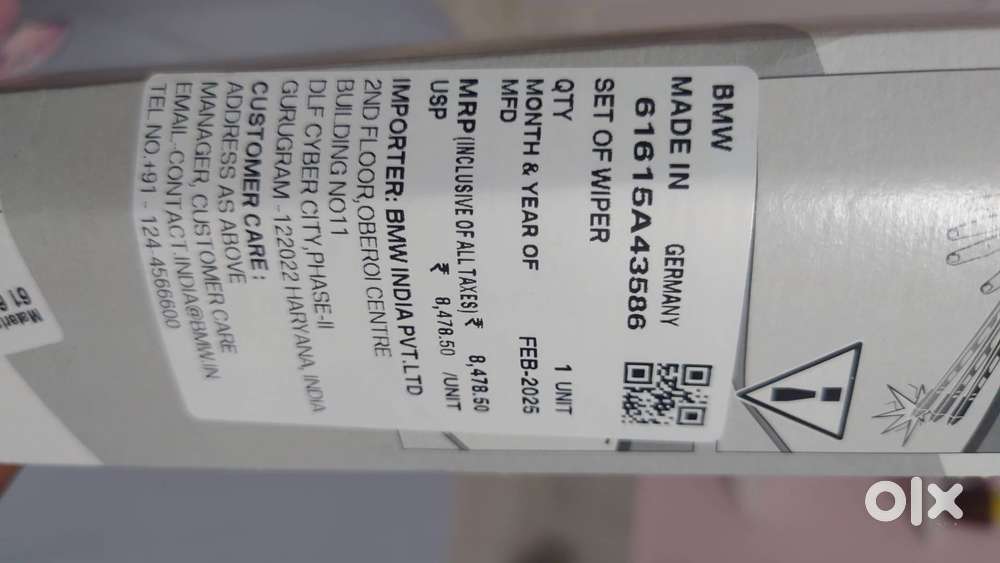 BMW
MADE IN GERMANY
61615A43586
SET OF WIPER
QTY 1 UNIT
MONTH & YEAR OF FEB-2025
MFD
MRP (INCLUSIVE OF ALL TAXES) ₹ 8,478.50
USP ₹ 8,478.50 /UNIT
IMPORTER: BMW INDIA PVT.LTD
2ND FLOOR, OBEROI CENTRE
BUILDING NO11
DLF CYBER CITY, PHASE-II
GURUGRAM - 122022 HARYANA, INDIA
CUSTOMER CARE :
ADDRESS AS ABOVE
MANAGER, CUSTOMER CARE
EMAIL-CONTACT.INDIA@BMW.IN
TEL NO.+91 - 124-4566600
olx